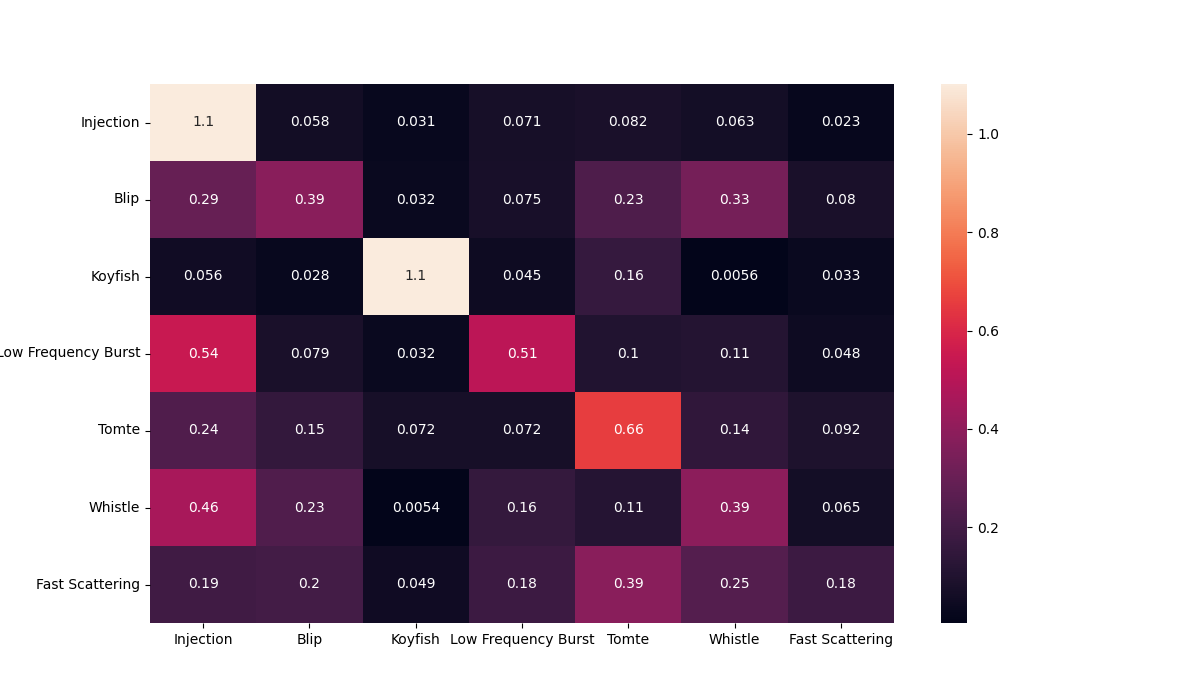 Injection 1.1 0.058 0.031 0.071 0.082 0.063 0.023
Blip 0.29 0.39 0.032 0.075 0.23 0.33 0.08
Koyfish 0.056 0.028 1.1 0.045 0.16 0.0056 0.033
Low Frequency Burst 0.54 0.079 0.032 0.51 0.1 0.11 0.048
Tomte 0.24 0.15 0.072 0.072 0.66 0.14 0.092
Whistle 0.46 0.23 0.0054 0.16 0.11 0.39 0.065
Fast Scattering 0.19 0.2 0.049 0.18 0.39 0.25 0.18
Injection Blip Koyfish Low Frequency Burst Tomte Whistle Fast Scattering
1.0
0.8
0.6
0.4
0.2